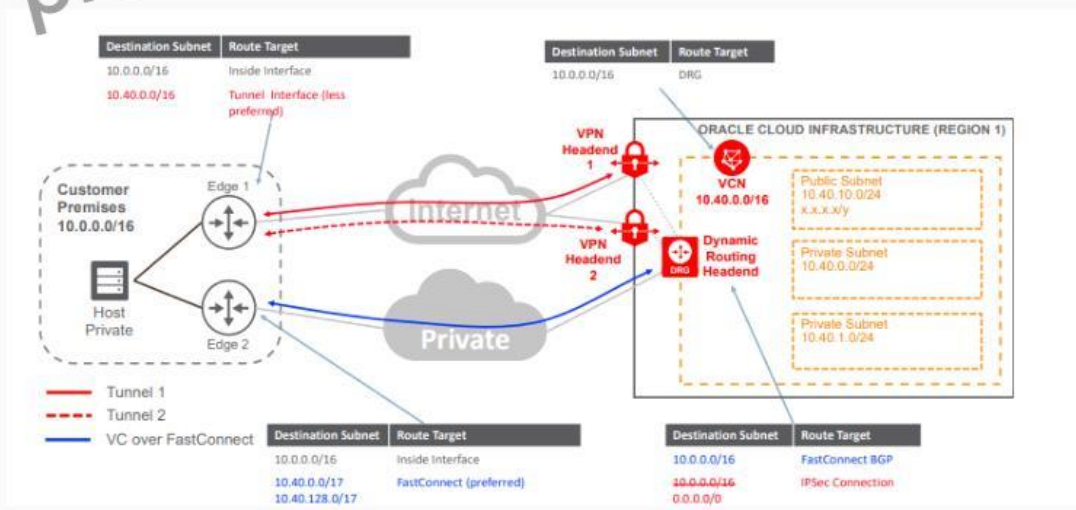 Destination Subnet Route Target
10.0.0.0/16 Inside Interface
10.40.0.0/16 Tunnel Interface (less
preferred)
Destination Subnet Route Target
10.0.0.0/16 DRG
ORACLE CLOUD INFRASTRUCTURE (REGION 1)
VPN
Headend
1
VCN
10.40.0.0/16
Public Subnet
10.40.10.0/24
x.x.x.x/y
Customer
Premises
10.0.0.0/16
Edge 1
Internet
VPN
Headend
2
DRG
Dynamic
Routing
Headend
Private Subnet
10.40.0.0/24
Host
Private
Edge 2
Private
Private Subnet
10.40.1.0/24
Tunnel 1
Tunnel 2
VC over FastConnect
Destination Subnet Route Target
10.0.0.0/16 Inside Interface
10.40.0.0/17 FastConnect (preferred)
10.40.128.0/17
Destination Subnet Route Target
10.0.0.0/16 FastConnect BGP
10.0.0.0/16 IPSec Connection
0.0.0.0/0